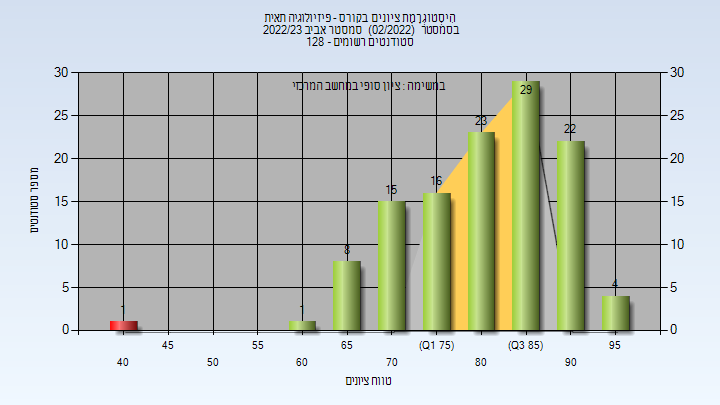 היסטוגרמת ציונים בקורס - פיזיולוגיה תאית
בסמסטר (02/2022) סמסטר אביב 2022/23
סטודנטים רשומים - 128
במשימה : ציון סופי במחשב המרכזי
30 30
25 25
20 20
15 15
10 10
5 5
0 0
1 1 8 15 16 23 29 22 4
מספר סטודנטים
45 55 65 (Q1 75) (Q3 85) 95
40 50 60 70 80 90
טווח ציונים